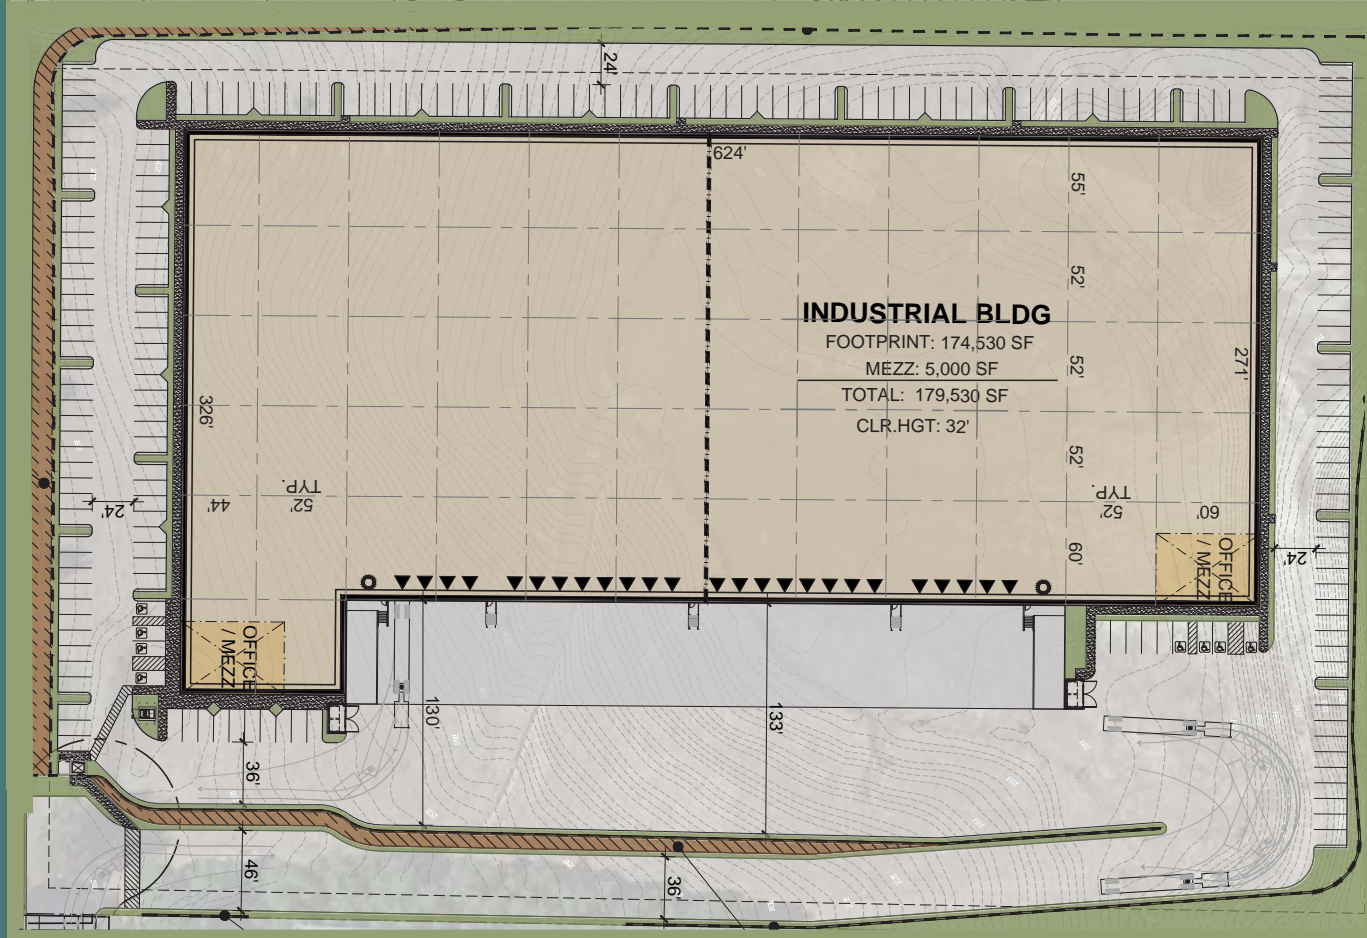 24'
624'
55'
52'
INDUSTRIAL BLDG
FOOTPRINT: 174,530 SF
MEZZ: 5,000 SF
TOTAL: 179,530 SF
CLR.HGT: 32'
52'
271'
326'
52'
44'
52'
TYP.
52'
TYP.
60'
24'
60'
24'
OFFICE
/ MEZZ
OFFICE
/ MEZZ
130'
133'
36'
46'
36'